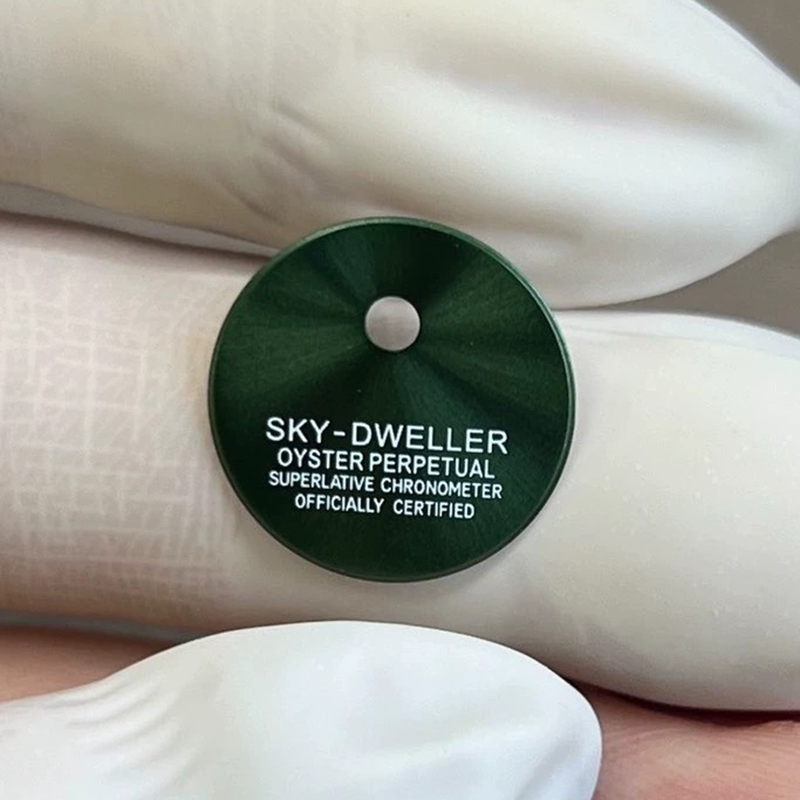 SKY-DWELLER
OYSTER PERPETUAL
SUPERLATIVE CHRONOMETER
OFFICIALLY CERTIFIED